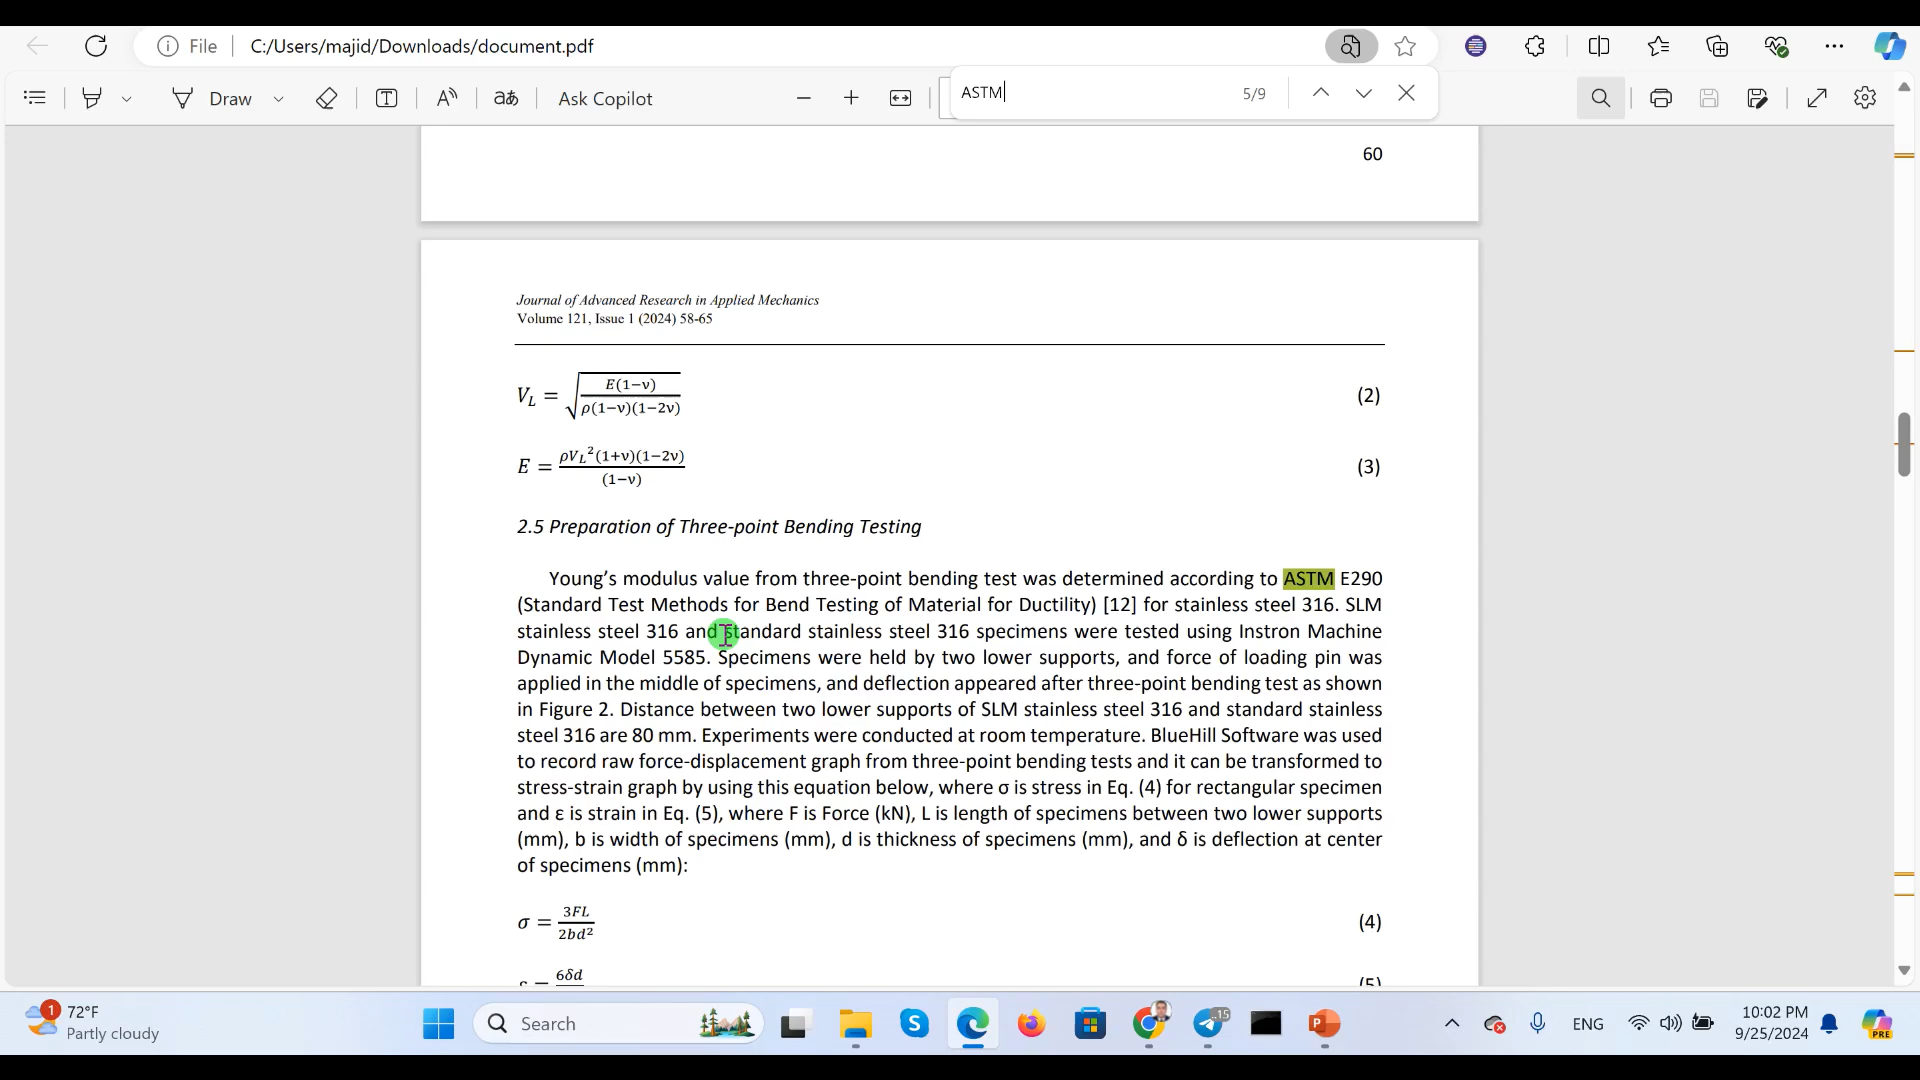 File
C:/Users/majid/Downloads/document.pdf
Draw
aあ
Ask Copilot
ASTM
5/9
60
Journal of Advanced Research in Applied Mechanics
Volume 121, Issue 1 (2024) 58-65
V_L = √(E(1−ν) / ρ(1−ν)(1−2ν)) (2)
E = ρV_L²(1+ν)(1−2ν) / (1−ν) (3)
2.5 Preparation of Three-point Bending Testing
Young’s modulus value from three-point bending test was determined according to ASTM E290
(Standard Test Methods for Bend Testing of Material for Ductility) [12] for stainless steel 316. SLM
stainless steel 316 and standard stainless steel 316 specimens were tested using Instron Machine
Dynamic Model 5585. Specimens were held by two lower supports, and force of loading pin was
applied in the middle of specimens, and deflection appeared after three-point bending test as shown
in Figure 2. Distance between two lower supports of SLM stainless steel 316 and standard stainless
steel 316 are 80 mm. Experiments were conducted at room temperature. BlueHill Software was used
to record raw force-displacement graph from three-point bending tests and it can be transformed to
stress-strain graph by using this equation below, where σ is stress in Eq. (4) for rectangular specimen
and ε is strain in Eq. (5), where F is Force (kN), L is length of specimens between two lower supports
(mm), b is width of specimens (mm), d is thickness of specimens (mm), and δ is deflection at center
of specimens (mm):
σ = 3FL / 2bd² (4)
ε = 6δd (5)
1
72°F
Partly cloudy
Search
15
ENG
10:02 PM
9/25/2024
PRE